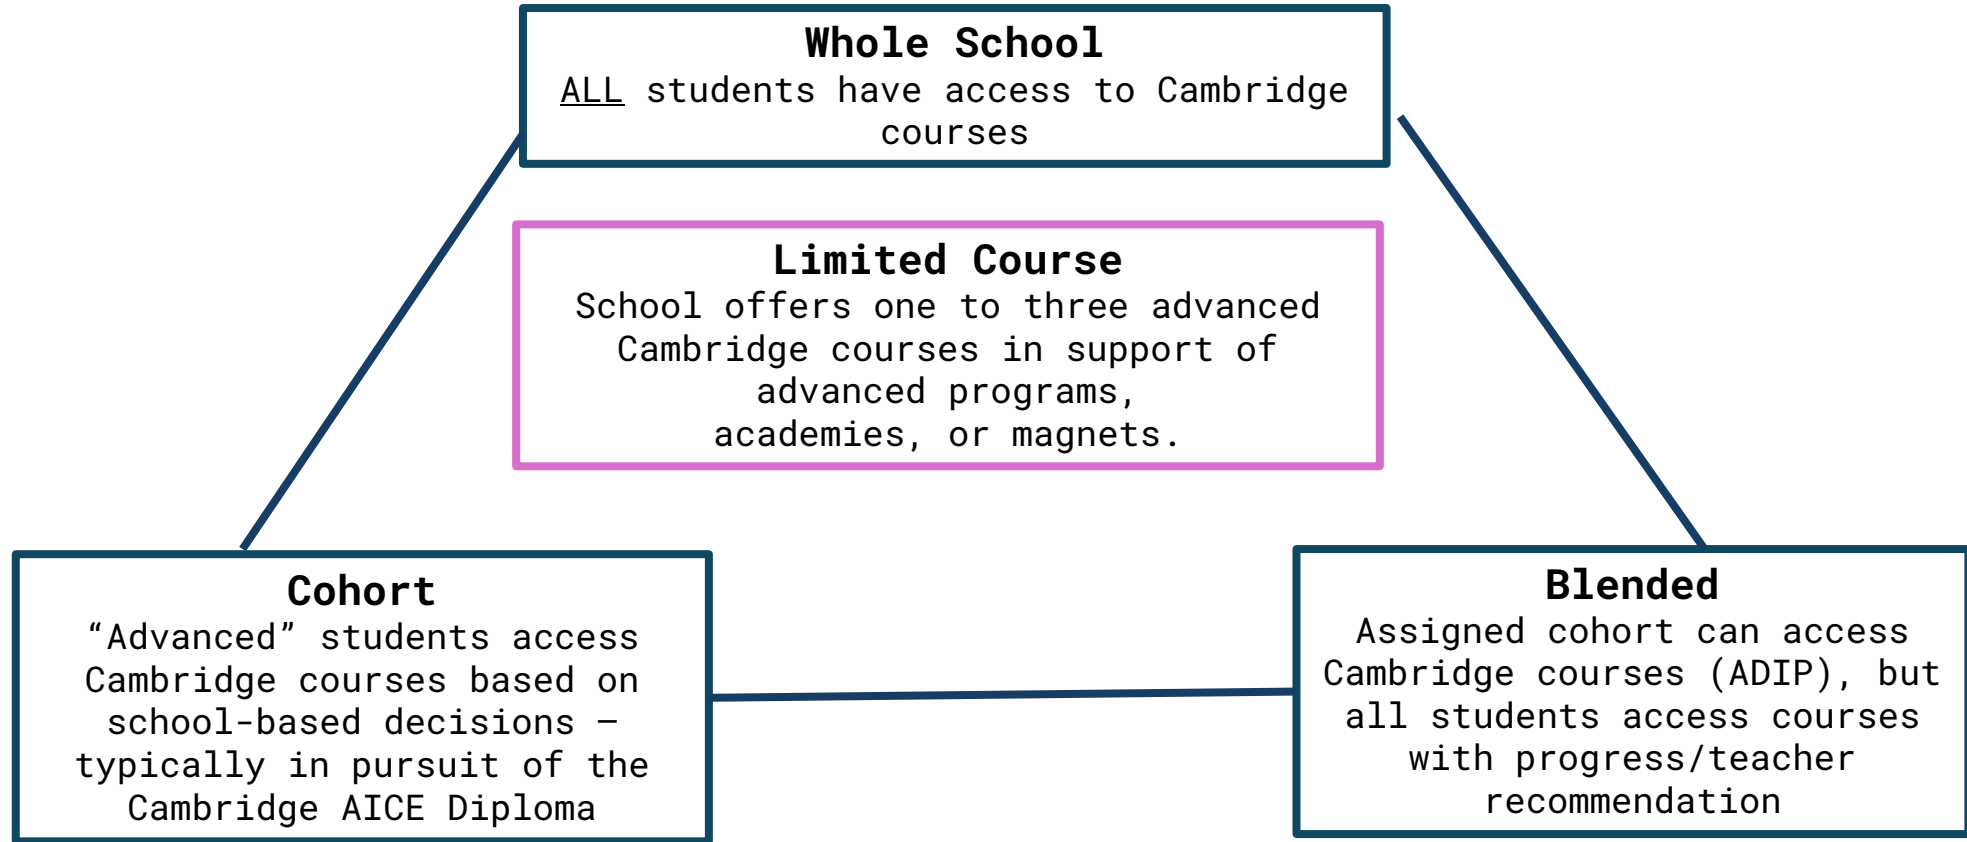 Whole School
ALL students have access to Cambridge
courses
Limited Course
School offers one to three advanced
Cambridge courses in support of
advanced programs,
academies, or magnets.
Cohort
“Advanced” students access
Cambridge courses based on
school-based decisions –
typically in pursuit of the
Cambridge AICE Diploma
Blended
Assigned cohort can access
Cambridge courses (ADIP), but
all students access courses
with progress/teacher
recommendation